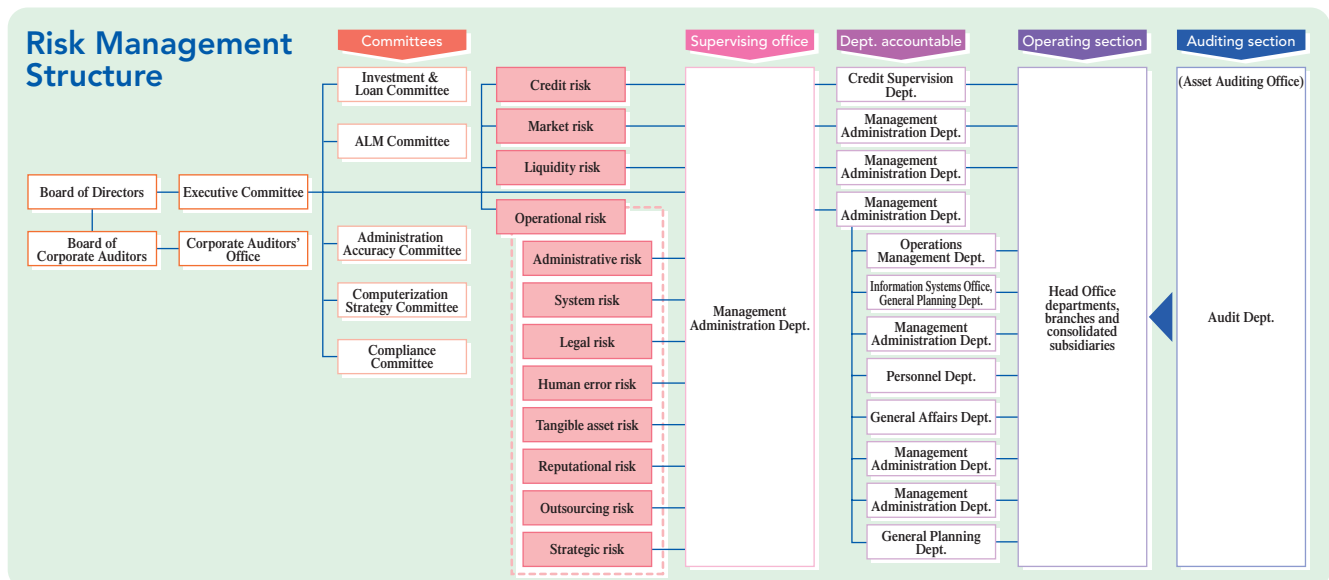 Risk Management
Structure
Committees
Supervising office
Dept. accountable
Operating section
Auditing section
Board of Directors
Executive Committee
Board of
Corporate Auditors
Corporate Auditors'
Office
Investment &
Loan Committee
ALM Committee
Administration
Accuracy Committee
Computerization
Strategy Committee
Compliance
Committee
Credit risk
Market risk
Liquidity risk
Operational risk
Administrative risk
System risk
Legal risk
Human error risk
Tangible asset risk
Reputational risk
Outsourcing risk
Strategic risk
Management
Administration Dept.
Credit Supervision
Dept.
Management
Administration Dept.
Management
Administration Dept.
Management
Administration Dept.
Operations
Management Dept.
Information Systems Office,
General Planning Dept.
Management
Administration Dept.
Personnel Dept.
General Affairs Dept.
Management
Administration Dept.
Management
Administration Dept.
General Planning
Dept.
Head Office
departments,
branches and
consolidated
subsidiaries
(Asset Auditing Office)
Audit Dept.